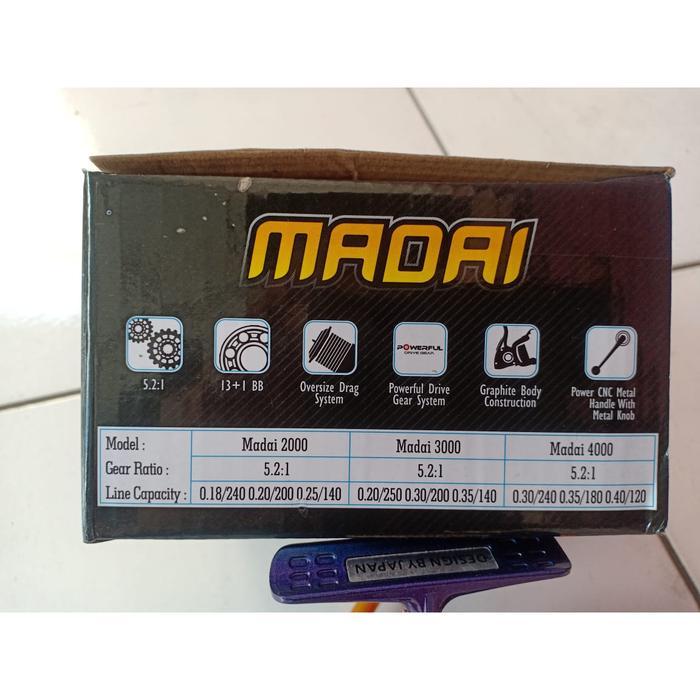 MADAI
5.2:1
13+1 BB
Oversize Drag
System
POWERFUL
DRIVE GEAR
Powerful Drive
Gear System
Graphite Body
Construction
Power CNC Metal
Handle With
Metal Knob
Model : Madai 2000 Madai 3000 Madai 4000
Gear Ratio : 5.2:1 5.2:1 5.2:1
Line Capacity : 0.18/240 0.20/200 0.25/140 0.20/250 0.30/200 0.35/140 0.30/240 0.35/180 0.40/120
DESIGN BY JAPAN